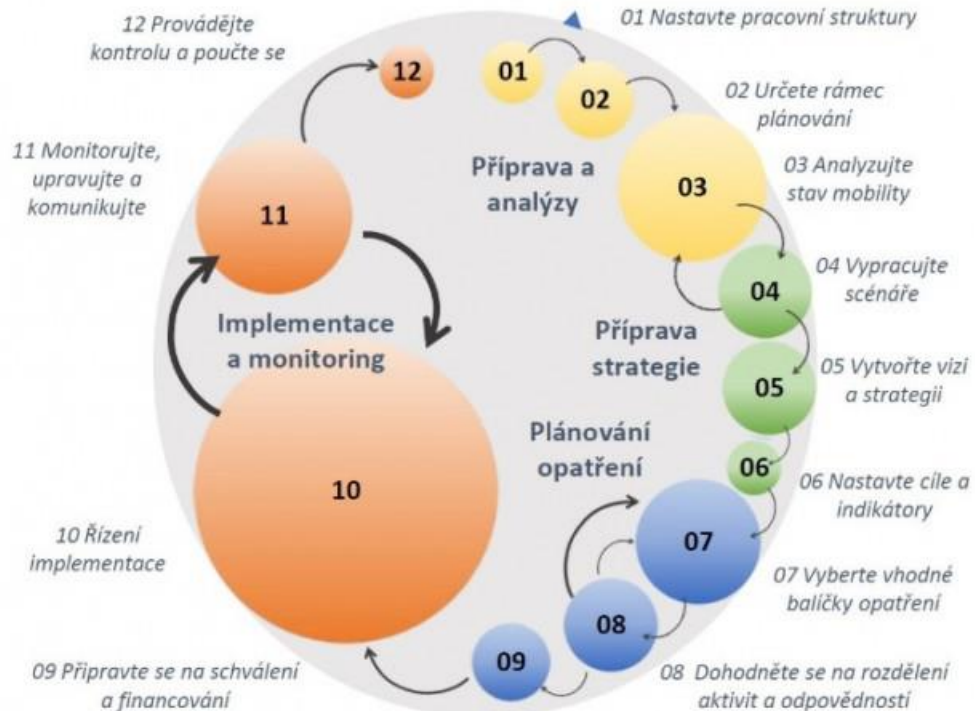 01 Nastavte pracovní struktury
02 Určete rámec
plánování
03 Analyzujte
stav mobility
04 Vypracujte
scénáře
05 Vytvořte vizi
a strategii
06 Nastavte cíle a
indikátory
07 Vyberte vhodné
balíčky opatření
08 Dohodněte se na rozdělení
aktivit a odpovědností
09 Připravte se na schválení
a financování
10 Řízení
implementace
11 Monitorujte,
upravujte a
komunikujte
12 Provádějte
kontrolu a poučte se
Příprava a
analýzy
Příprava
strategie
Plánování
opatření
Implementace
a monitoring
01
02
03
04
05
06
07
08
09
10
11
12